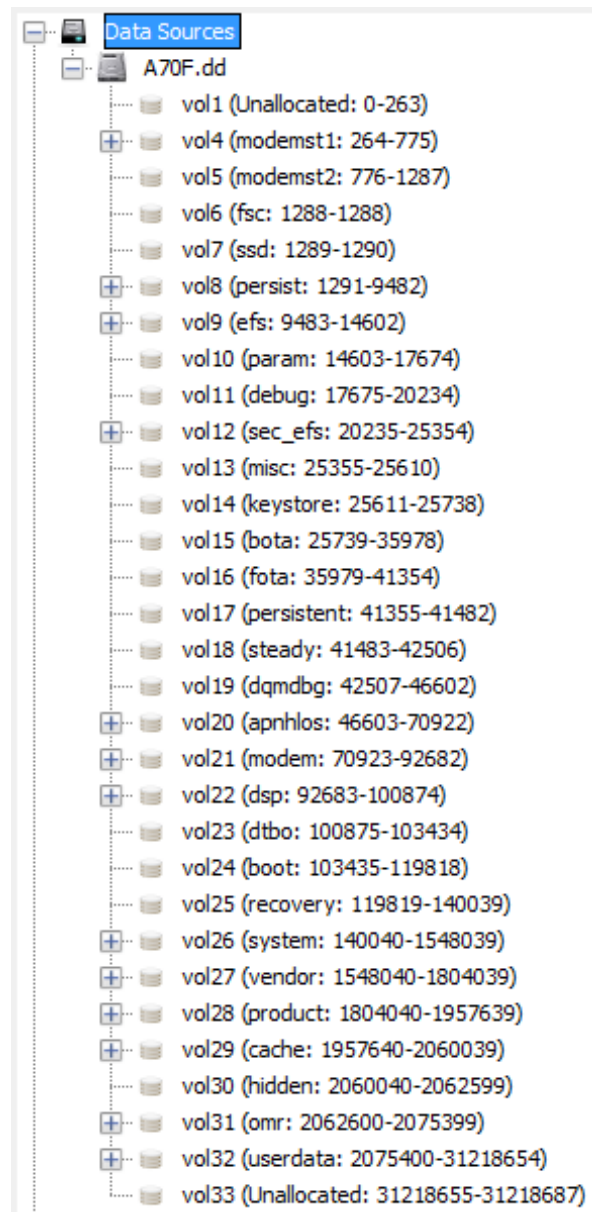 Data Sources
A70F.dd
vol1 (Unallocated: 0-263)
vol4 (modemst1: 264-775)
vol5 (modemst2: 776-1287)
vol6 (fsc: 1288-1288)
vol7 (ssd: 1289-1290)
vol8 (persist: 1291-9482)
vol9 (efs: 9483-14602)
vol10 (param: 14603-17674)
vol11 (debug: 17675-20234)
vol12 (sec_efs: 20235-25354)
vol13 (misc: 25355-25610)
vol14 (keystore: 25611-25738)
vol15 (bota: 25739-35978)
vol16 (fota: 35979-41354)
vol17 (persistent: 41355-41482)
vol18 (steady: 41483-42506)
vol19 (dqmdbg: 42507-46602)
vol20 (apnhlos: 46603-70922)
vol21 (modem: 70923-92682)
vol22 (dsp: 92683-100874)
vol23 (dtbo: 100875-103434)
vol24 (boot: 103435-119818)
vol25 (recovery: 119819-140039)
vol26 (system: 140040-1548039)
vol27 (vendor: 1548040-1804039)
vol28 (product: 1804040-1957639)
vol29 (cache: 1957640-2060039)
vol30 (hidden: 2060040-2062599)
vol31 (omr: 2062600-2075399)
vol32 (userdata: 2075400-31218654)
vol33 (Unallocated: 31218655-31218687)